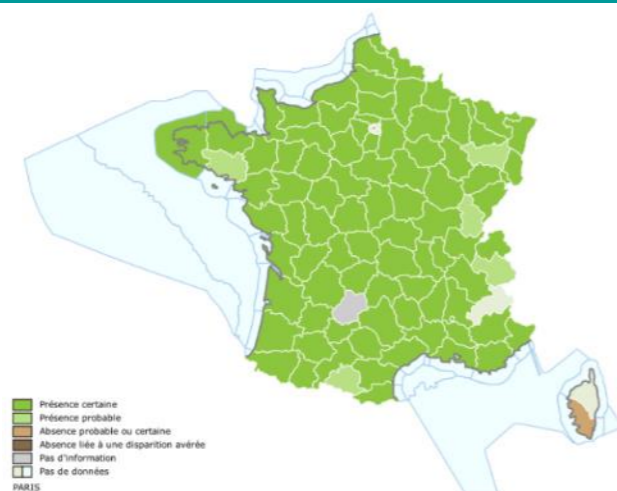 Présence certaine
Présence probable
Absence probable ou certaine
Absence liée à une disparition avérée
Pas d'information
Pas de données
PARIS